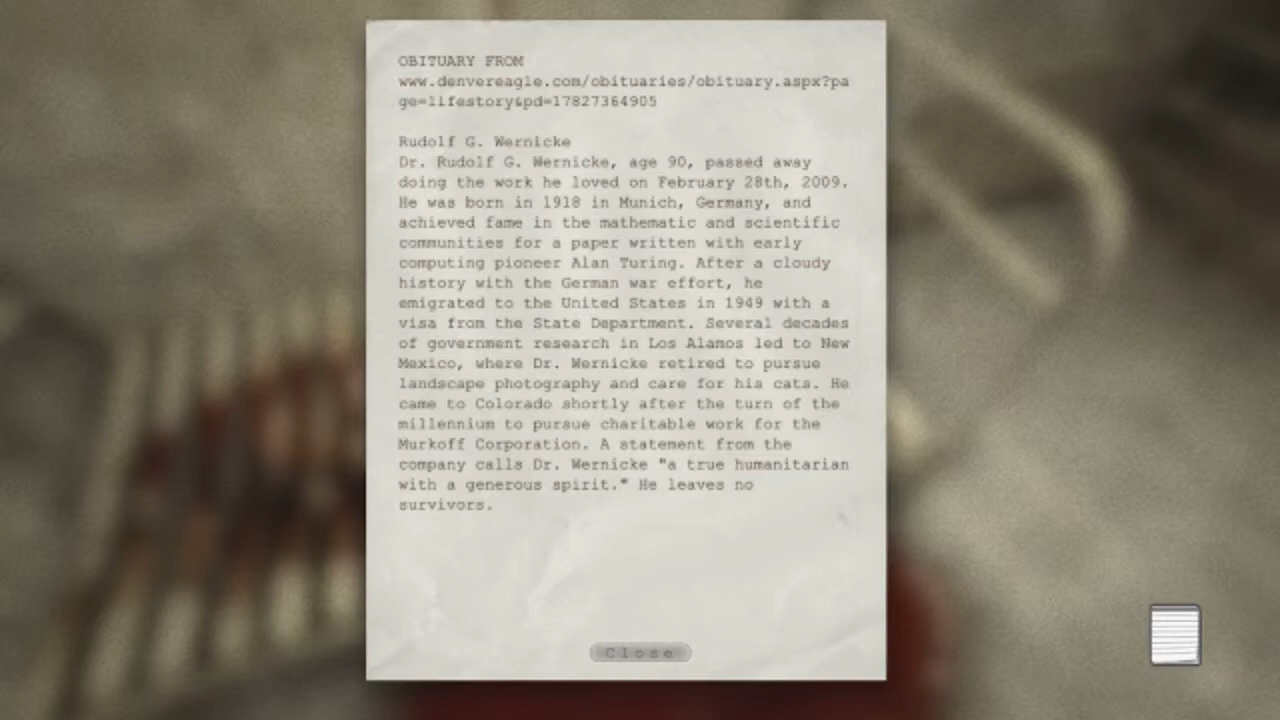 OBITUARY FROM
www.denvereagle.com/obituaries/obituary.aspx?pa
ge=lifestory&pd=17827364905
Rudolf G. Wernicke
Dr. Rudolf G. Wernicke, age 90, passed away
doing the work he loved on February 28th, 2009.
He was born in 1918 in Munich, Germany, and
achieved fame in the mathematic and scientific
communities for a paper written with early
computing pioneer Alan Turing. After a cloudy
history with the German war effort, he
emigrated to the United States in 1949 with a
visa from the State Department. Several decades
of government research in Los Alamos led to New
Mexico, where Dr. Wernicke retired to pursue
landscape photography and care for his cats. He
came to Colorado shortly after the turn of the
millennium to pursue charitable work for the
Murkoff Corporation. A statement from the
company calls Dr. Wernicke "a true humanitarian
with a generous spirit." He leaves no
survivors.
Close